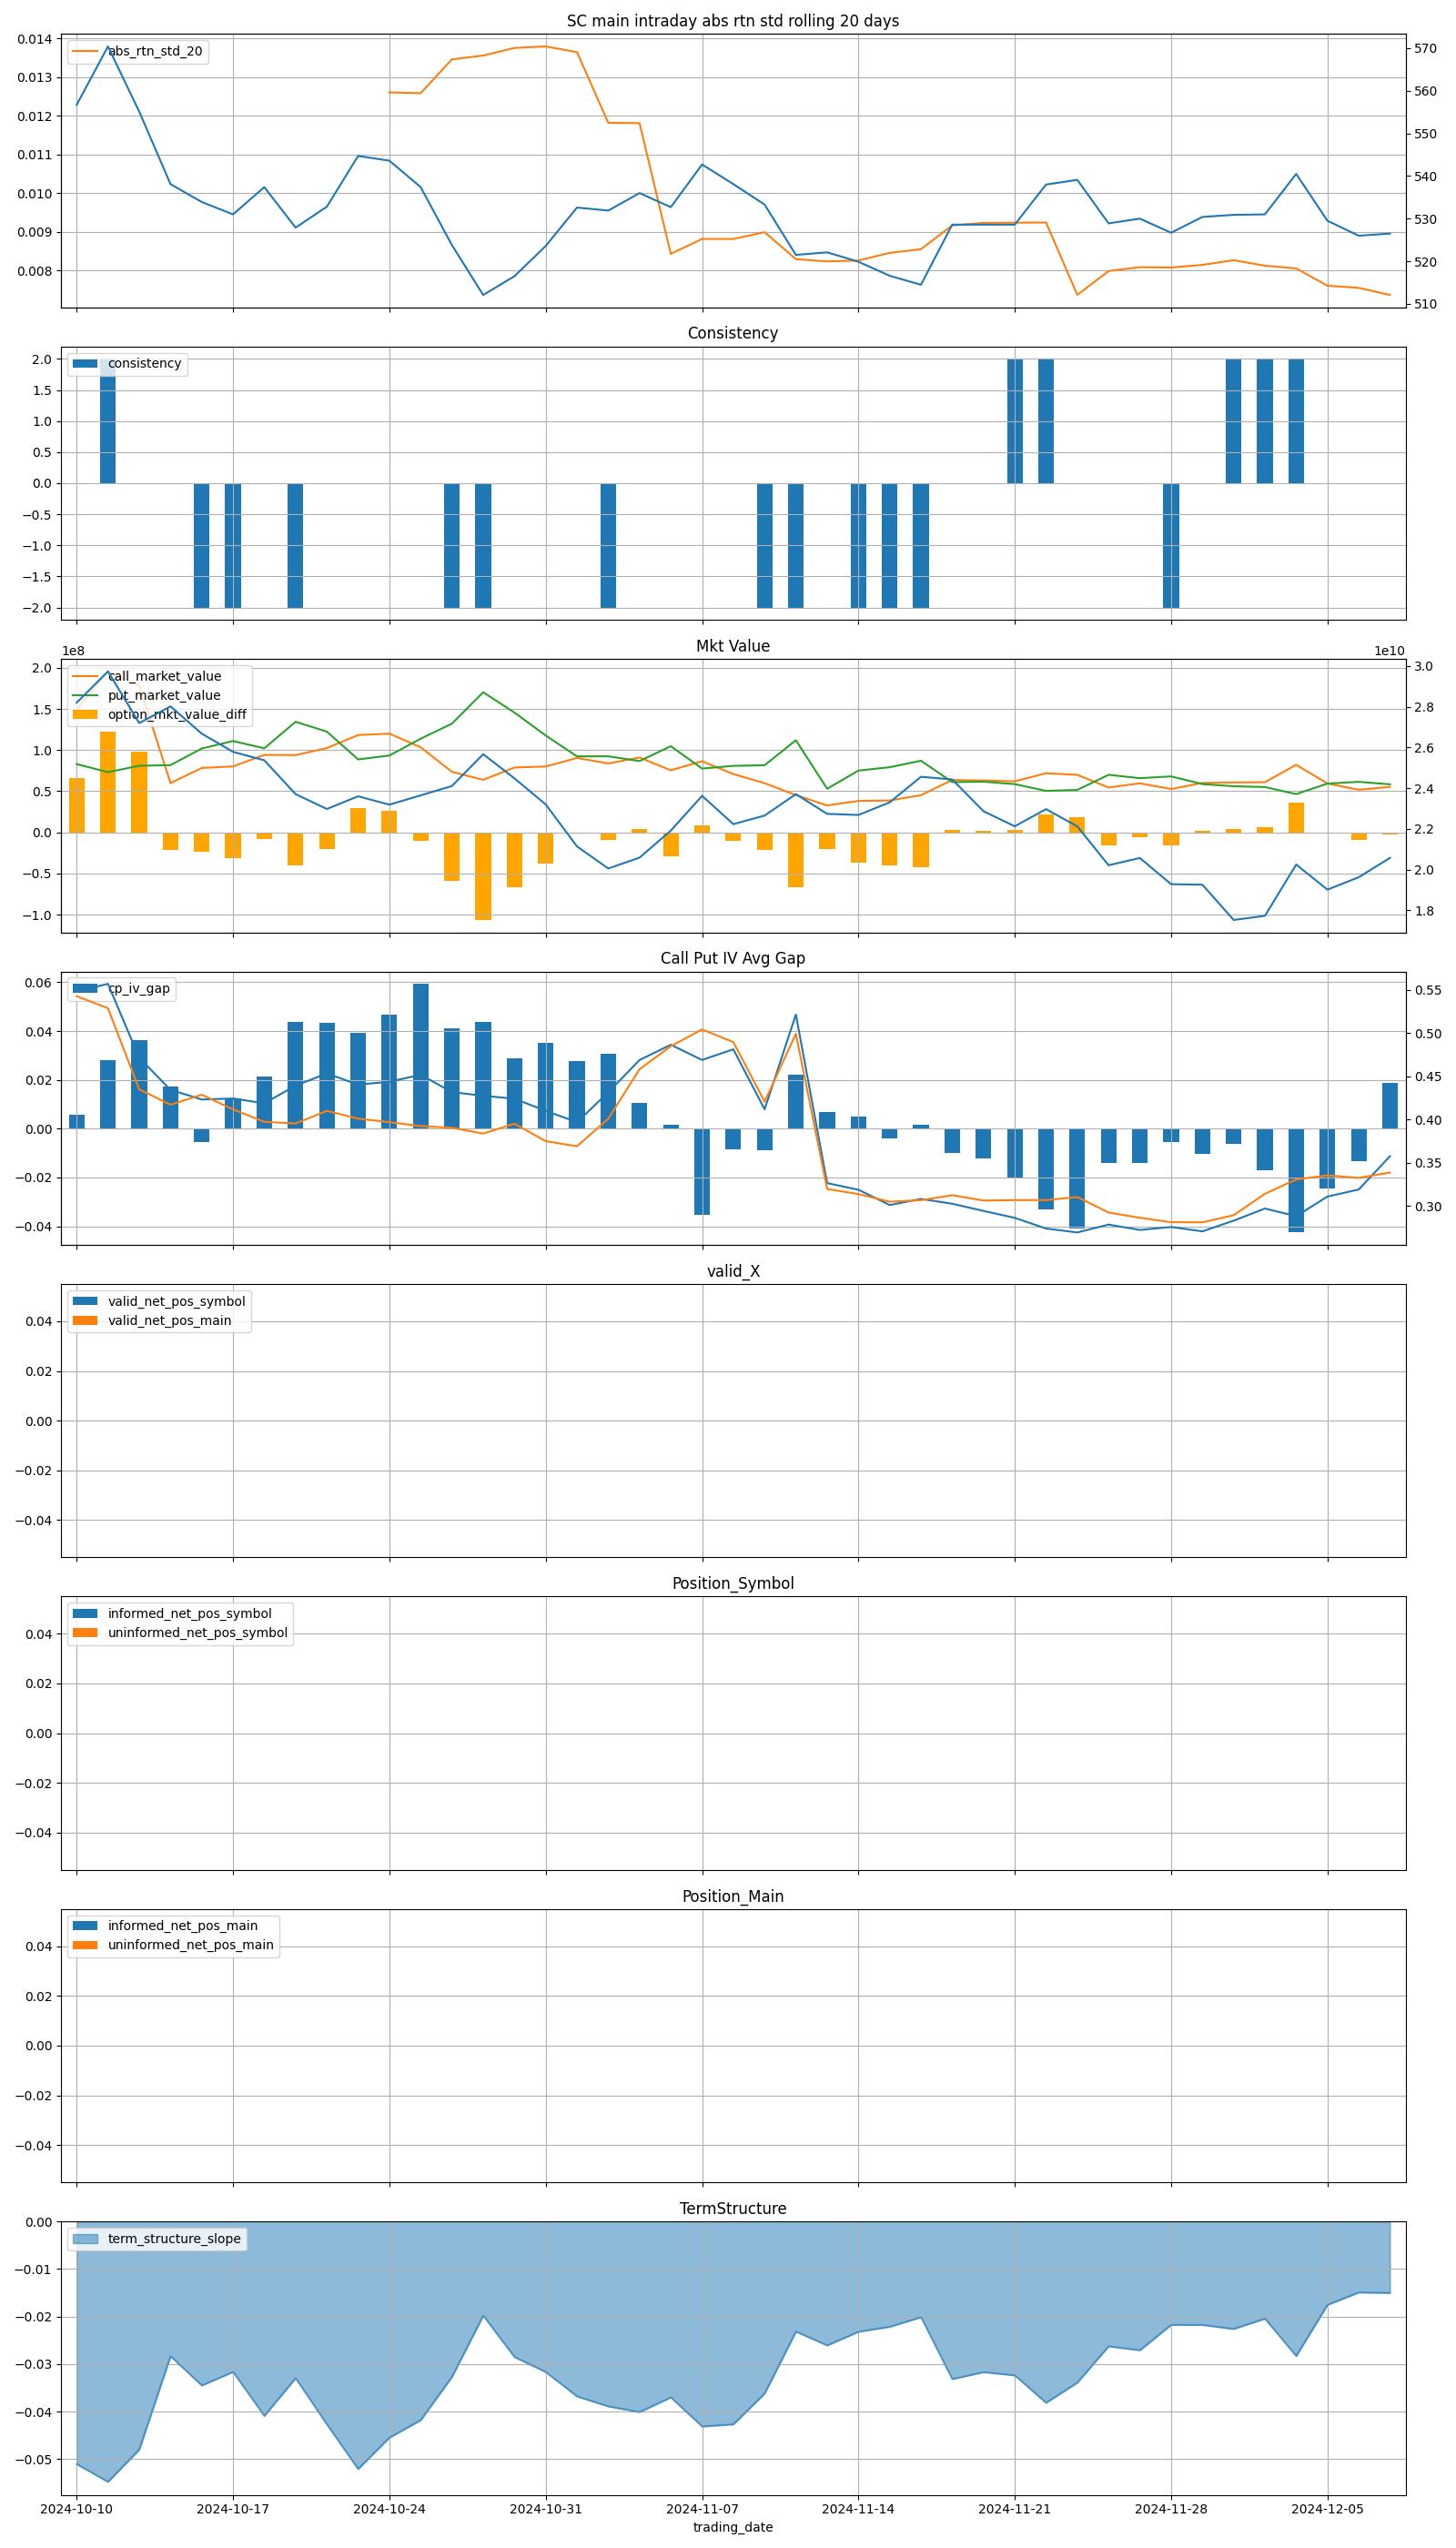 SC main intraday abs rtn std rolling 20 days
abs_rtn_std_20
0.014
0.013
0.012
0.011
0.010
0.009
0.008
570
560
550
540
530
520
510
Consistency
consistency
2.0
1.5
1.0
0.5
0.0
−0.5
−1.0
−1.5
−2.0
Mkt Value
1e8
1e10
call_market_value
put_market_value
option_mkt_value_diff
2.0
1.5
1.0
0.5
0.0
−0.5
−1.0
3.0
2.8
2.6
2.4
2.2
2.0
1.8
Call Put IV Avg Gap
cp_iv_gap
0.06
0.04
0.02
0.00
−0.02
−0.04
0.55
0.50
0.45
0.40
0.35
0.30
valid_X
valid_net_pos_symbol
valid_net_pos_main
0.04
0.02
0.00
−0.02
−0.04
Position_Symbol
informed_net_pos_symbol
uninformed_net_pos_symbol
0.04
0.02
0.00
−0.02
−0.04
Position_Main
informed_net_pos_main
uninformed_net_pos_main
0.04
0.02
0.00
−0.02
−0.04
TermStructure
term_structure_slope
0.00
−0.01
−0.02
−0.03
−0.04
−0.05
2024-10-10 2024-10-17 2024-10-24 2024-10-31 2024-11-07 2024-11-14 2024-11-21 2024-11-28 2024-12-05
trading_date